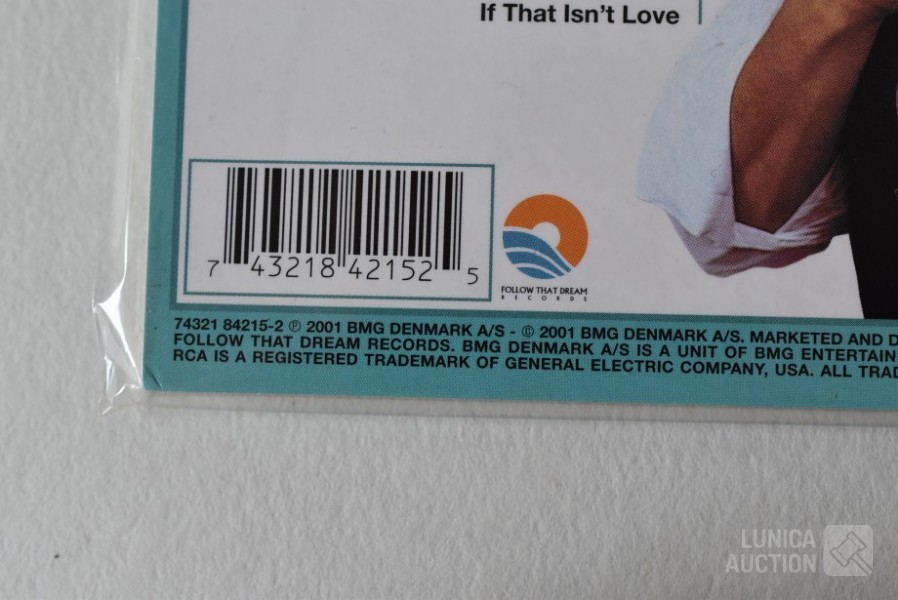 If That Isn't Love
7 43218 42152 5
FOLLOW THAT DREAM
RECORDS
74321 84215-2 ℗ 2001 BMG DENMARK A/S - © 2001 BMG DENMARK A/S. MARKETED AND D
FOLLOW THAT DREAM RECORDS. BMG DENMARK A/S IS A UNIT OF BMG ENTERTAIN
RCA IS A REGISTERED TRADEMARK OF GENERAL ELECTRIC COMPANY, USA. ALL TRAD
LUNICA
AUCTION